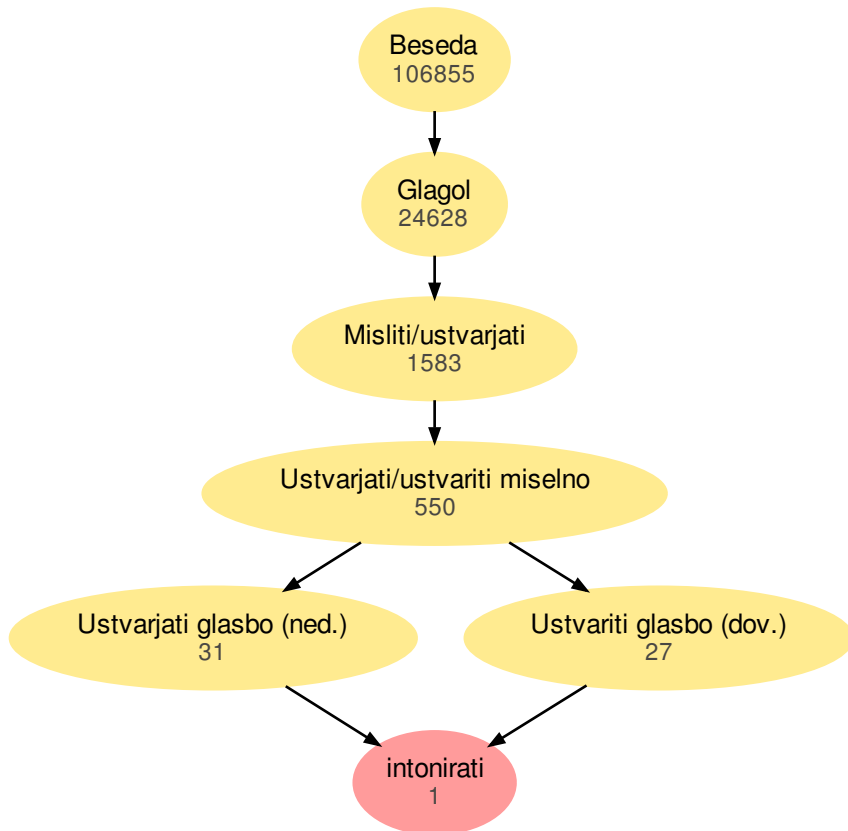 Beseda
106855
Glagol
24628
Misliti/ustvarjati
1583
Ustvarjati/ustvariti miselno
550
Ustvarjati glasbo (ned.)
31
Ustvariti glasbo (dov.)
27
intonirati
1